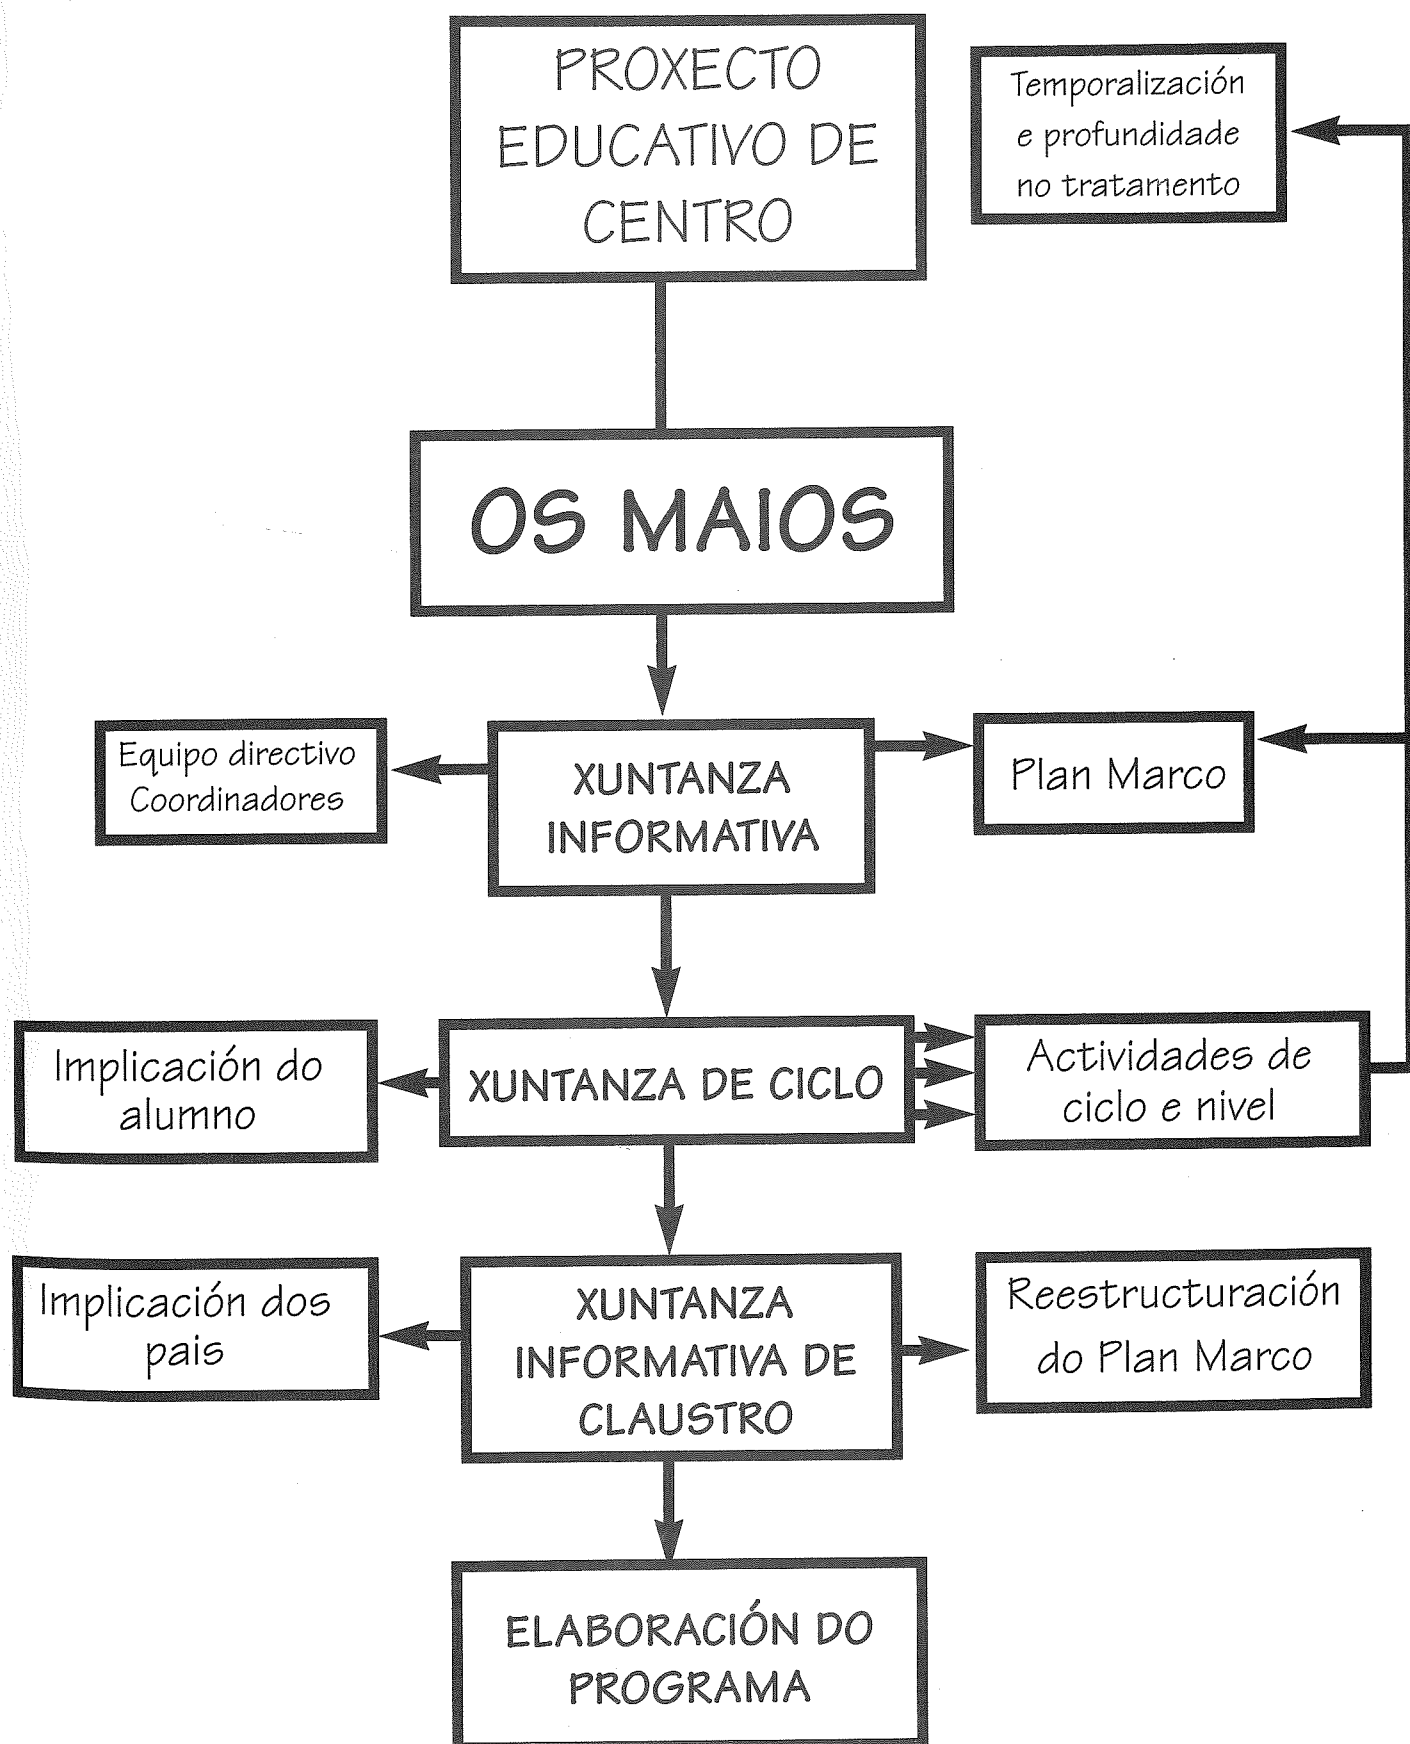 PROXECTO
EDUCATIVO DE
CENTRO
Temporalización
e profundidade
no tratamento
OS MAIOS
Equipo directivo
Coordinadores
XUNTANZA
INFORMATIVA
Plan Marco
Implicación do
alumno
XUNTANZA DE CICLO
Actividades de
ciclo e nivel
Implicación dos
pais
XUNTANZA
INFORMATIVA DE
CLAUSTRO
Reestructuración
do Plan Marco
ELABORACIÓN DO
PROGRAMA